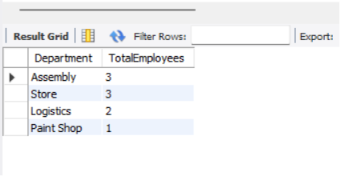 Result Grid Filter Rows: Export:
Department TotalEmployees
Assembly 3
Store 3
Logistics 2
Paint Shop 1